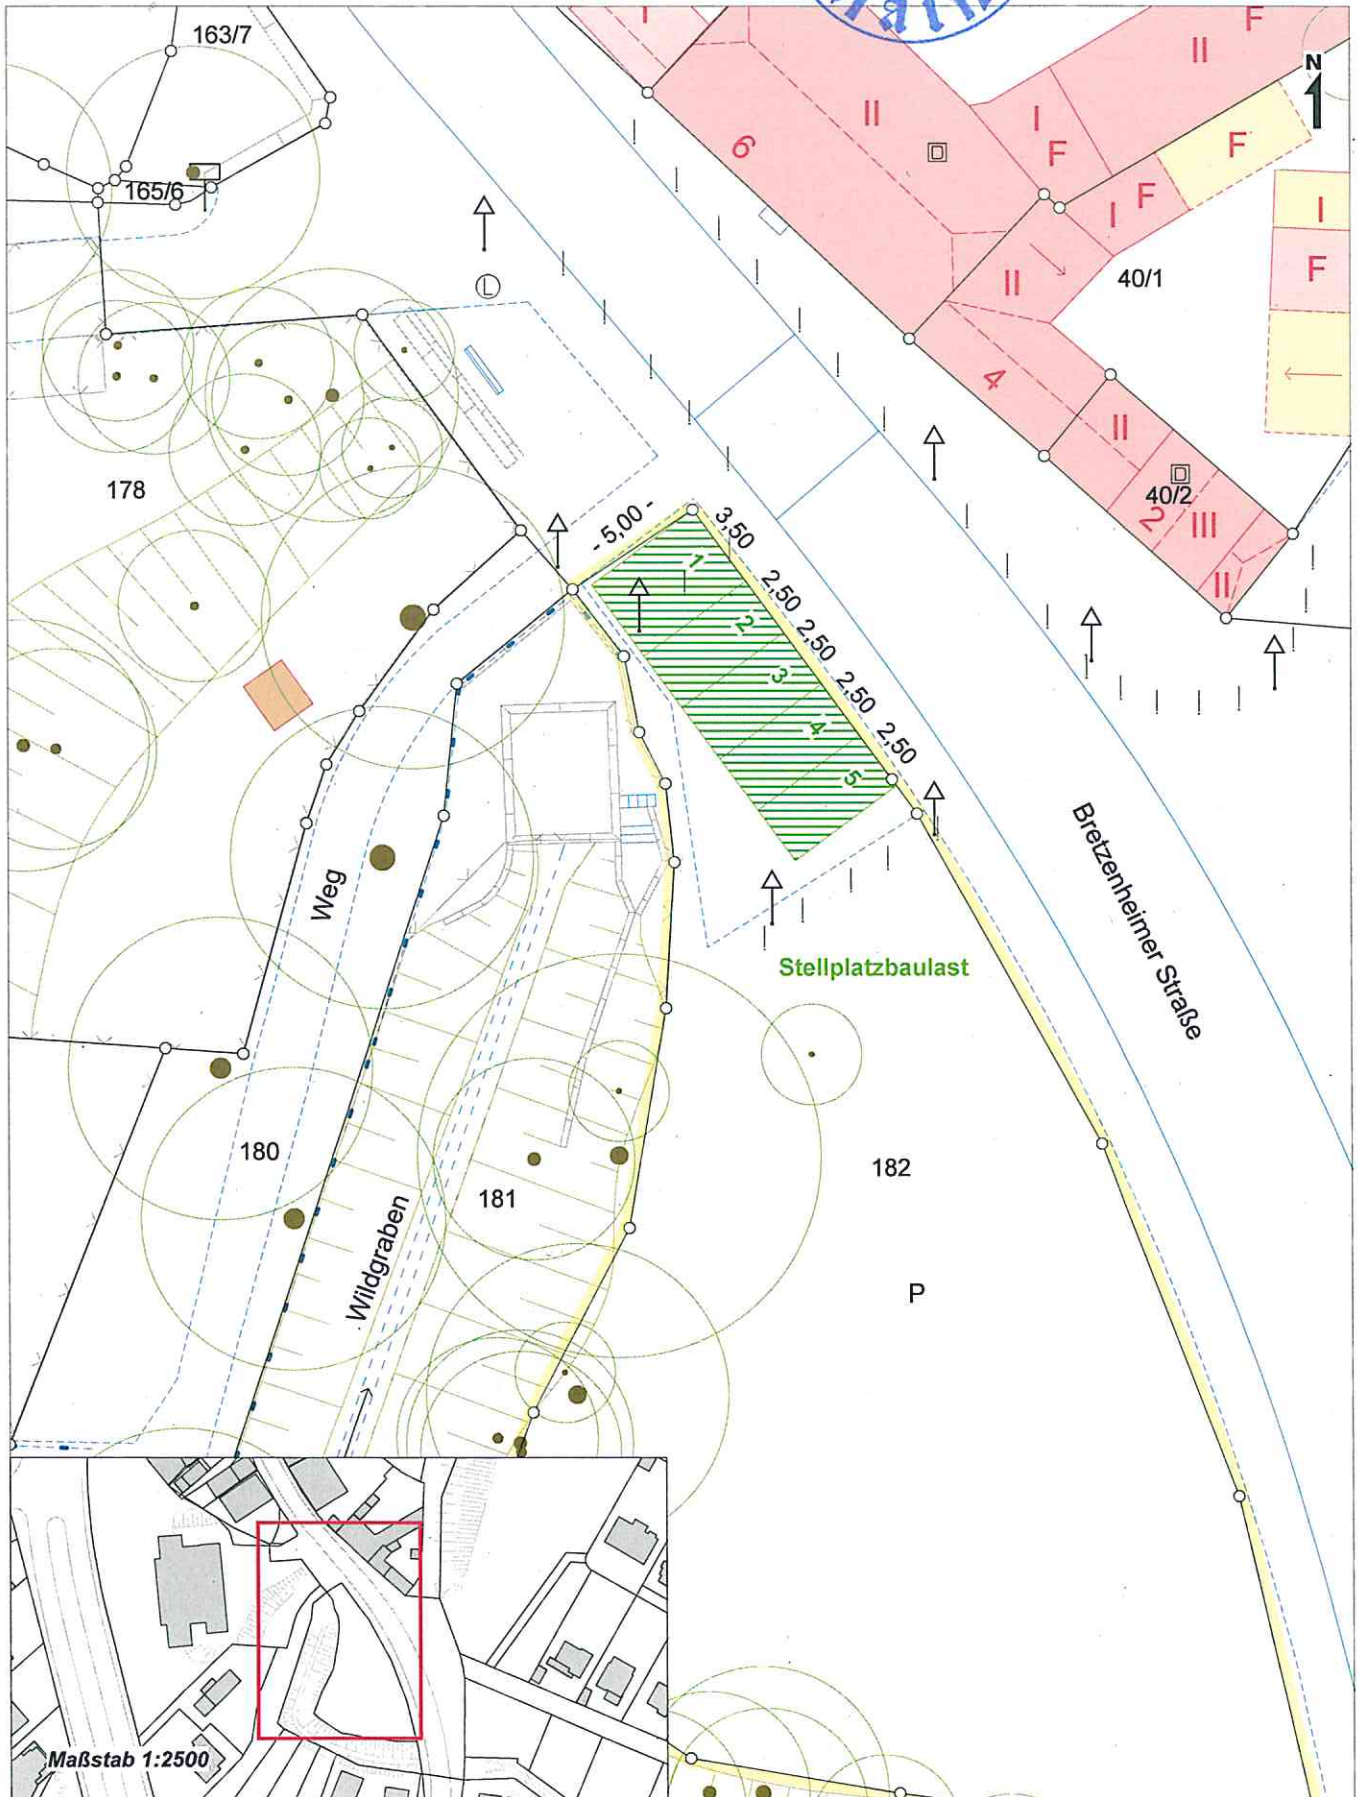 163/7
165/6
I
II
F
II
N
I
F
F
I
F
6
D
II
40/1
I
F
L
4
II
D
40/2
2
III
II
178
- 5,00 -
3,50
2,50
2,50
2,50
2,50
1
2
3
4
5
Weg
Bretzenheimer Straße
Stellplatzbaulast
180
181
182
Wildgraben
P
Maßstab 1:2500